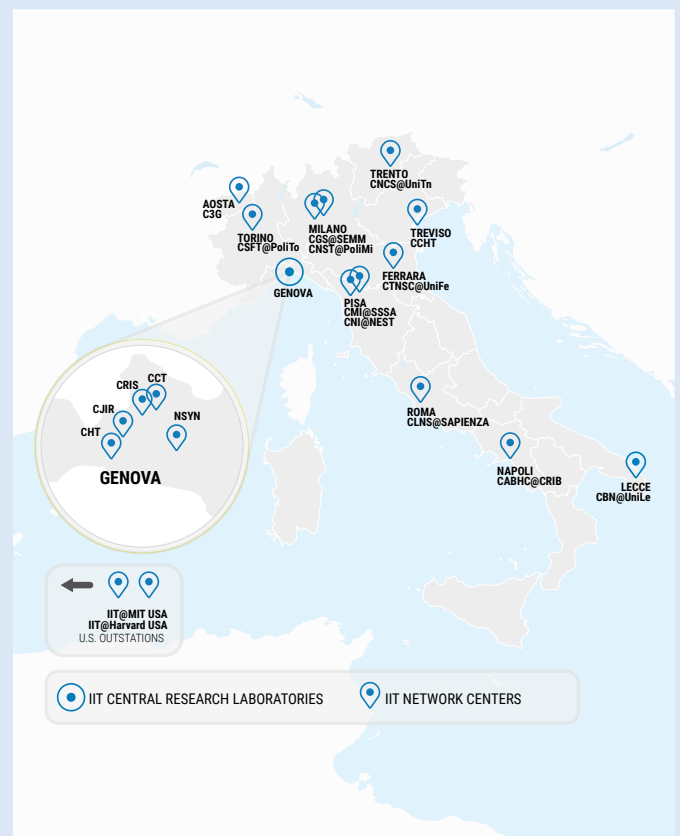 TRENTO
CNCS@UniTn
AOSTA
C3G
TORINO
CSFT@PoliTo
MILANO
CGS@SEMM
CNST@PoliMi
TREVISO
CCHT
FERRARA
CTNSC@UniFe
GENOVA
PISA
CMI@SSSA
CNI@NEST
CRIS
CCT
CJIR
NSYN
CHT
GENOVA
ROMA
CLNS@SAPIENZA
NAPOLI
CABHC@CRIB
LECCE
CBN@UniLe
IIT@MIT USA
IIT@Harvard USA
U.S. OUTSTATIONS
IIT CENTRAL RESEARCH LABORATORIES
IIT NETWORK CENTERS